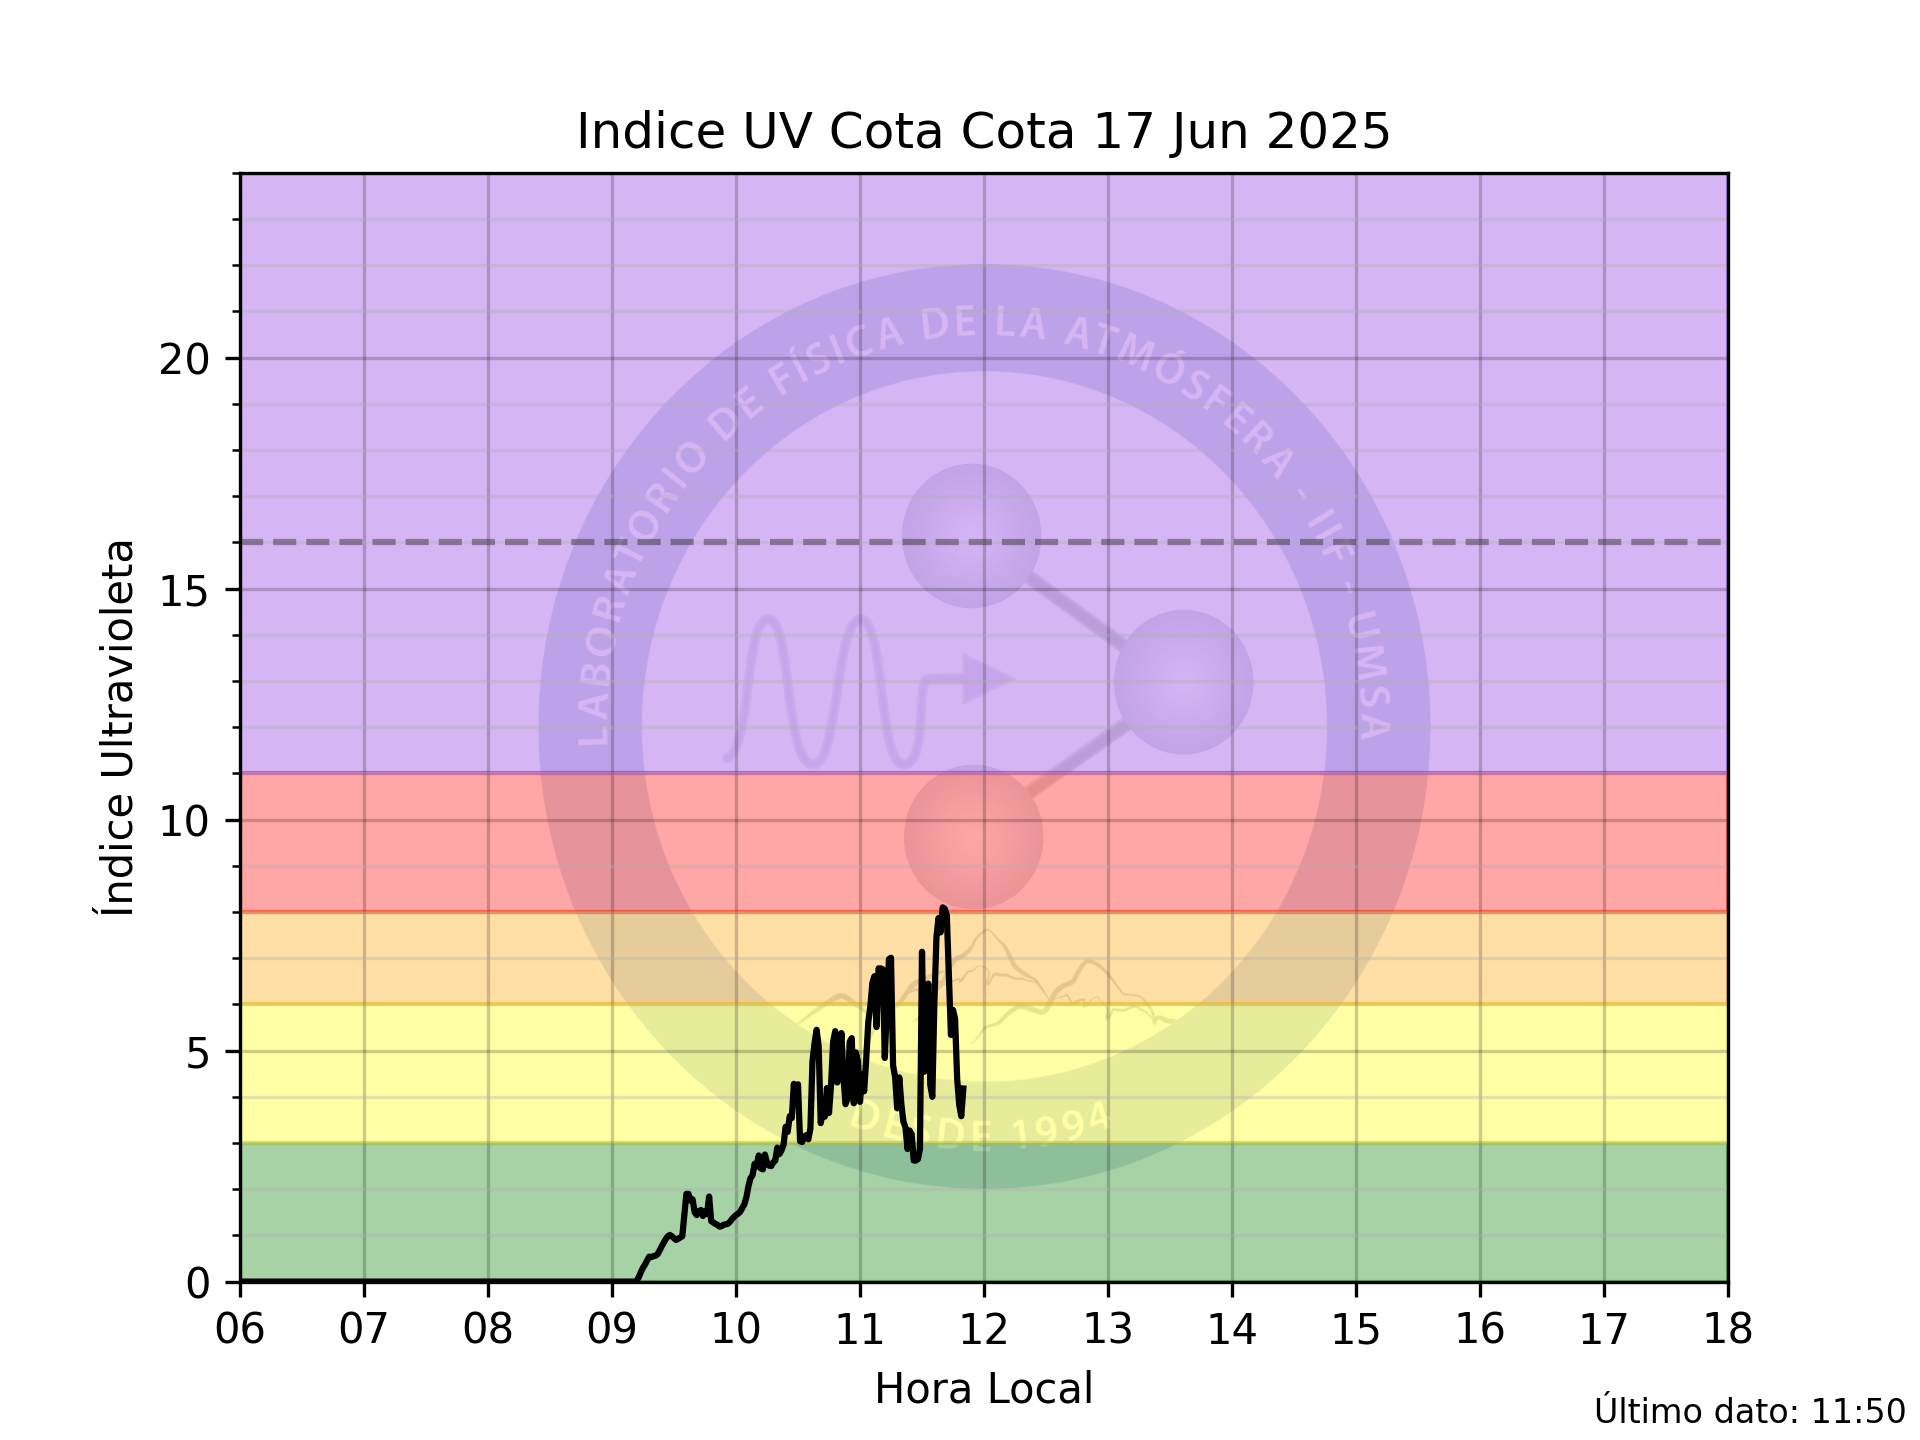 Indice UV Cota Cota 17 Jun 2025
Índice Ultravioleta
20
15
10
5
0
LABORATORIO DE FÍSICA DE LA ATMÓSFERA - IIF - UMSA
DESDE 1994
06 07 08 09 10 11 12 13 14 15 16 17 18
Hora Local
Último dato: 11:50